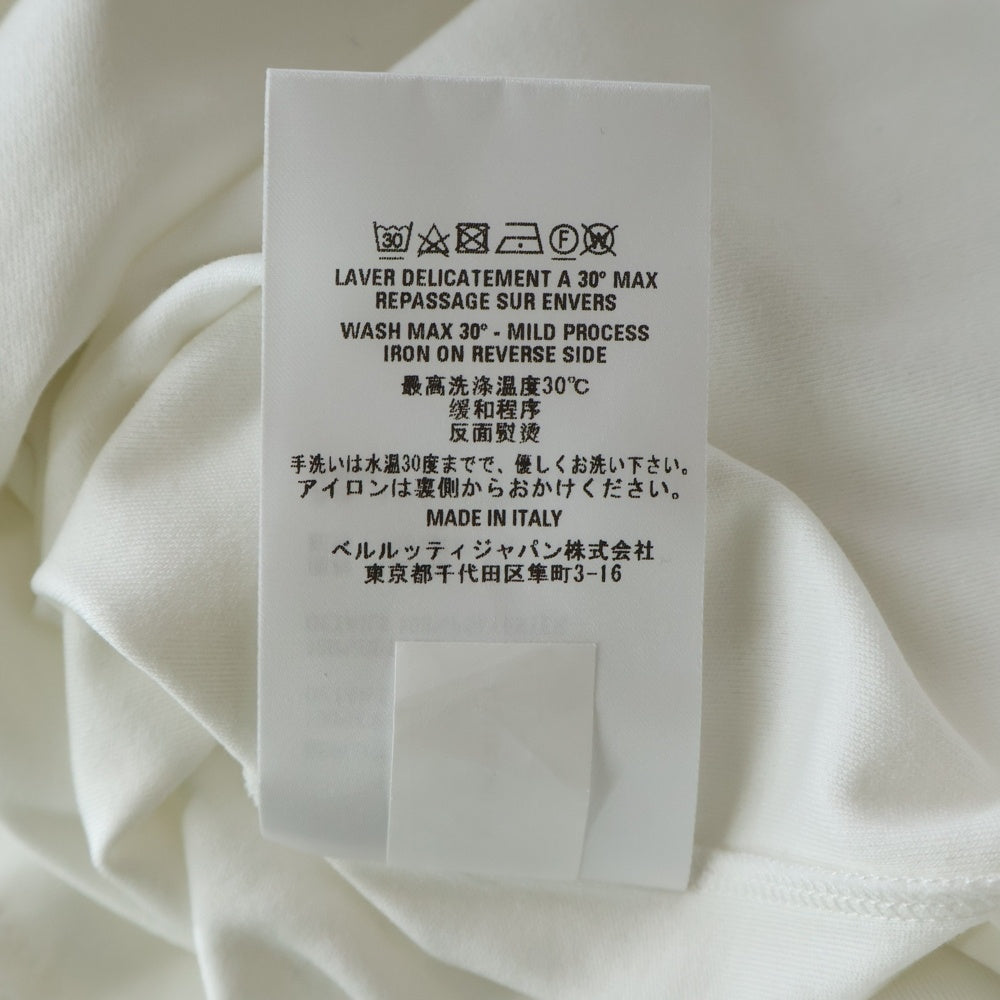 30 F W
LAVER DELICATEMENT A 30° MAX
REPASSAGE SUR ENVERS
WASH MAX 30° - MILD PROCESS
IRON ON REVERSE SIDE
最高洗涤温度30℃
缓和程序
反面熨烫
手洗いは水温30度までで、優しくお洗い下さい。
アイロンは裏側からおかけください。
MADE IN ITALY
ベルルッティジャパン株式会社
東京都千代田区隼町3-16